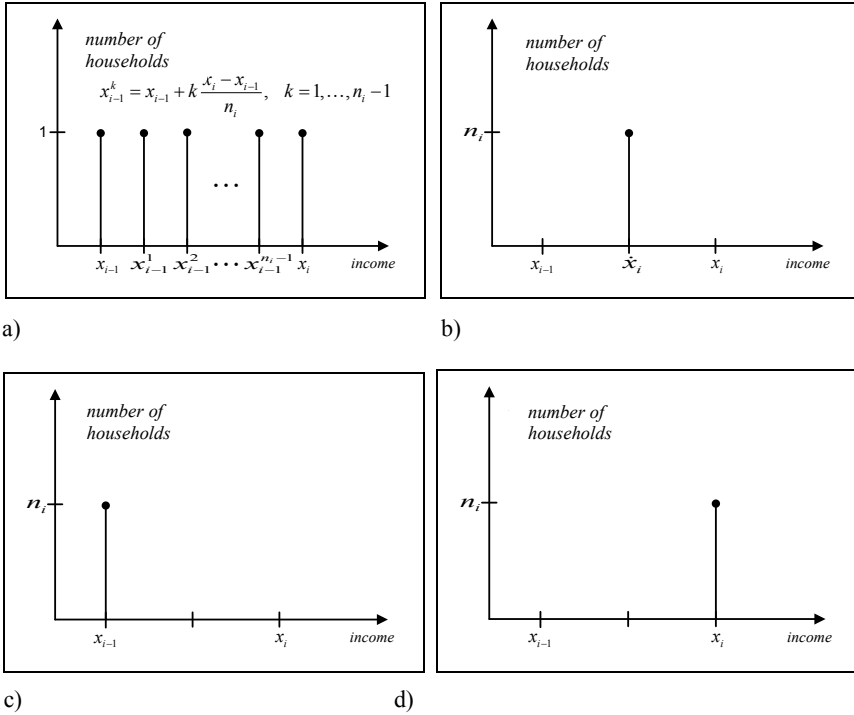 number of
households
x_{i-1}^{k} = x_{i-1} + k \frac{x_i - x_{i-1}}{n_i}, k = 1,…,n_i − 1
1
…
x_{i-1} x_{i-1}^{1} x_{i-1}^{2} … x_{i-1}^{n_i-1} x_i income
a)
number of
households
n_i
x_{i-1} ẋ_i x_i income
b)
number of
households
n_i
x_{i-1} x_i income
c)
number of
households
n_i
x_{i-1} x_i income
d)